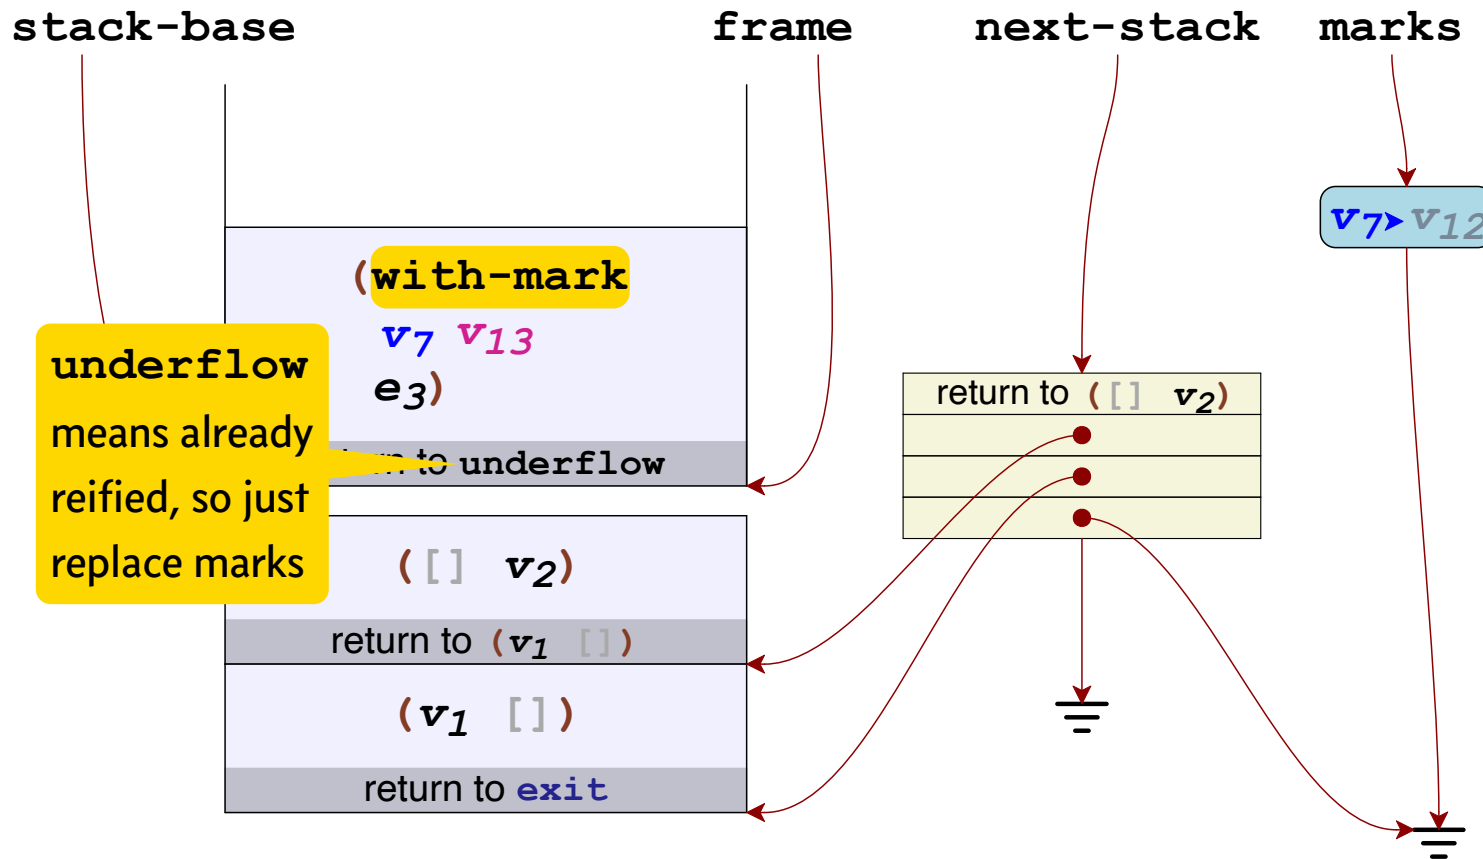 stack-base frame next-stack marks
v7➤v12
(with-mark
v7 v13
e3)
underflow
underflow
means already
reified, so just
replace marks
return to ([] v2)
([] v2)
return to (v1 [])
(v1 [])
return to exit